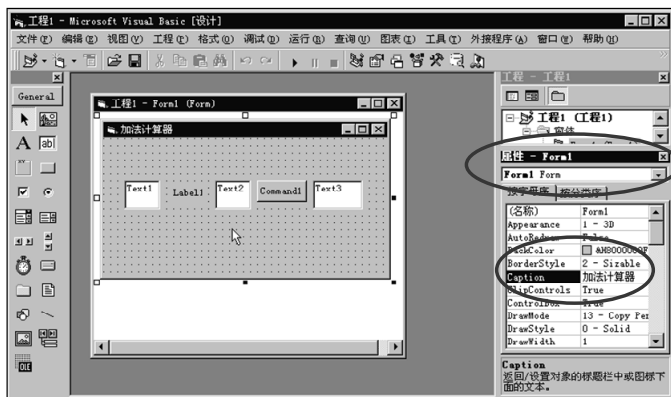 工程1 - Microsoft Visual Basic [设计]
文件(F) 编辑(E) 视图(V) 工程(P) 格式(O) 调试(D) 运行(R) 查询(U) 图表(I) 工具(T) 外接程序(A) 窗口(W) 帮助(H)
General
工程1 - Form1 (Form)
加法计算器
Text1 Label1 Text2 Command1 Text3
工程 - 工程1
工程1 (工程1)
窗体
属性 - Form1
Form1 Form
按字母序 按分类序
(名称) Form1
Appearance 1 - 3D
AutoRedraw False
BackColor &H8000000F
BorderStyle 2 - Sizable
Caption 加法计算器
ClipControls True
ControlBox True
DrawMode 13 - Copy Per
DrawStyle 0 - Solid
DrawWidth 1
Caption
返回/设置对象的标题栏中或图标下
面的文本。
OLE